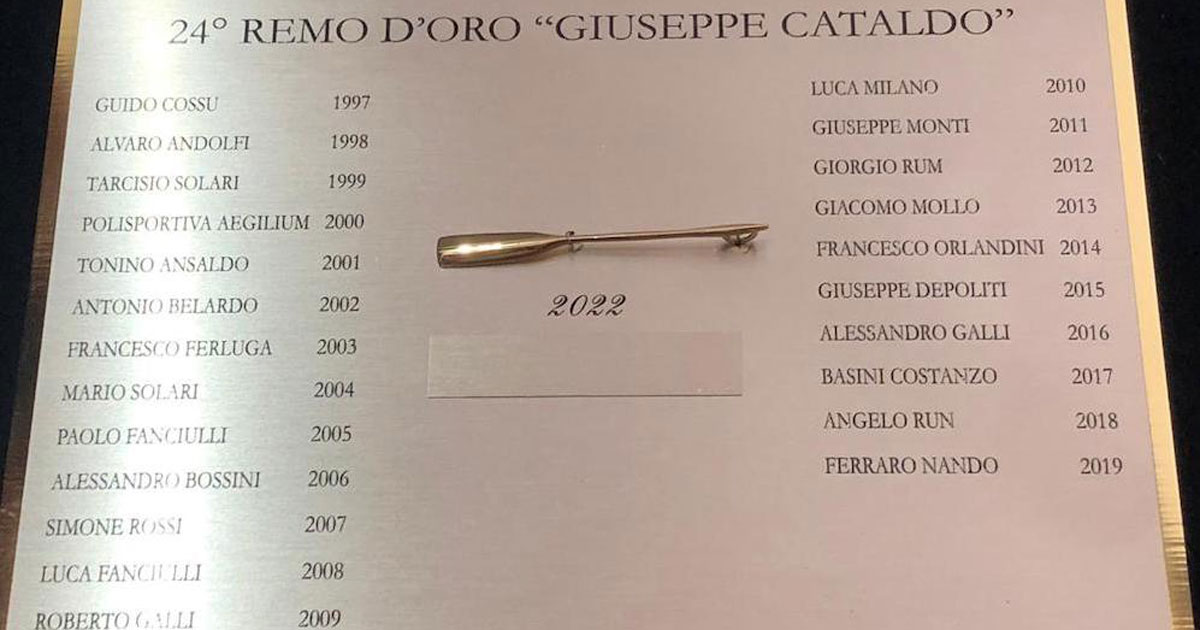 24° REMO D'ORO “GIUSEPPE CATALDO”
GUIDO COSSU 1997
ALVARO ANDOLFI 1998
TARCISIO SOLARI 1999
POLISPORTIVA AEGILIUM 2000
TONINO ANSALDO 2001
ANTONIO BELARDO 2002
FRANCESCO FERLUGA 2003
MARIO SOLARI 2004
PAOLO FANCIULLI 2005
ALESSANDRO BOSSINI 2006
SIMONE ROSSI 2007
LUCA FANCIULLI 2008
ROBERTO GALLI 2009
2022
LUCA MILANO 2010
GIUSEPPE MONTI 2011
GIORGIO RUM 2012
GIACOMO MOLLO 2013
FRANCESCO ORLANDINI 2014
GIUSEPPE DEPOLITI 2015
ALESSANDRO GALLI 2016
BASINI COSTANZO 2017
ANGELO RUN 2018
FERRARO NANDO 2019